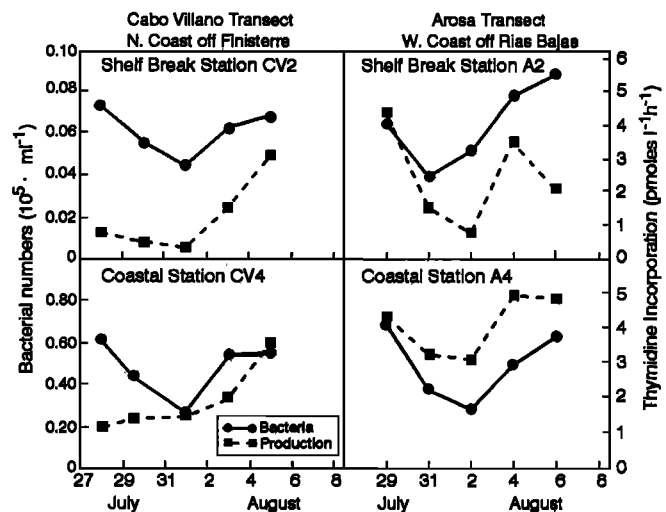 Cabo Villano Transect
N. Coast off Finisterre
Arosa Transect
W. Coast off Rias Bajas
Shelf Break Station CV2
Shelf Break Station A2
0.10
0.08
0.06
0.04
0.02
0
6
5
4
3
2
1
0
Bacterial numbers (10⁵ · ml⁻¹)
Thymidine Incorporation (pmoles l⁻¹h⁻¹)
Coastal Station CV4
Coastal Station A4
0.80
0.60
0.40
0.20
0.00
5
4
3
2
1
0
Bacteria
Production
27 29 31 2 4 6 8
July August
29 31 2 4 6 8
July August